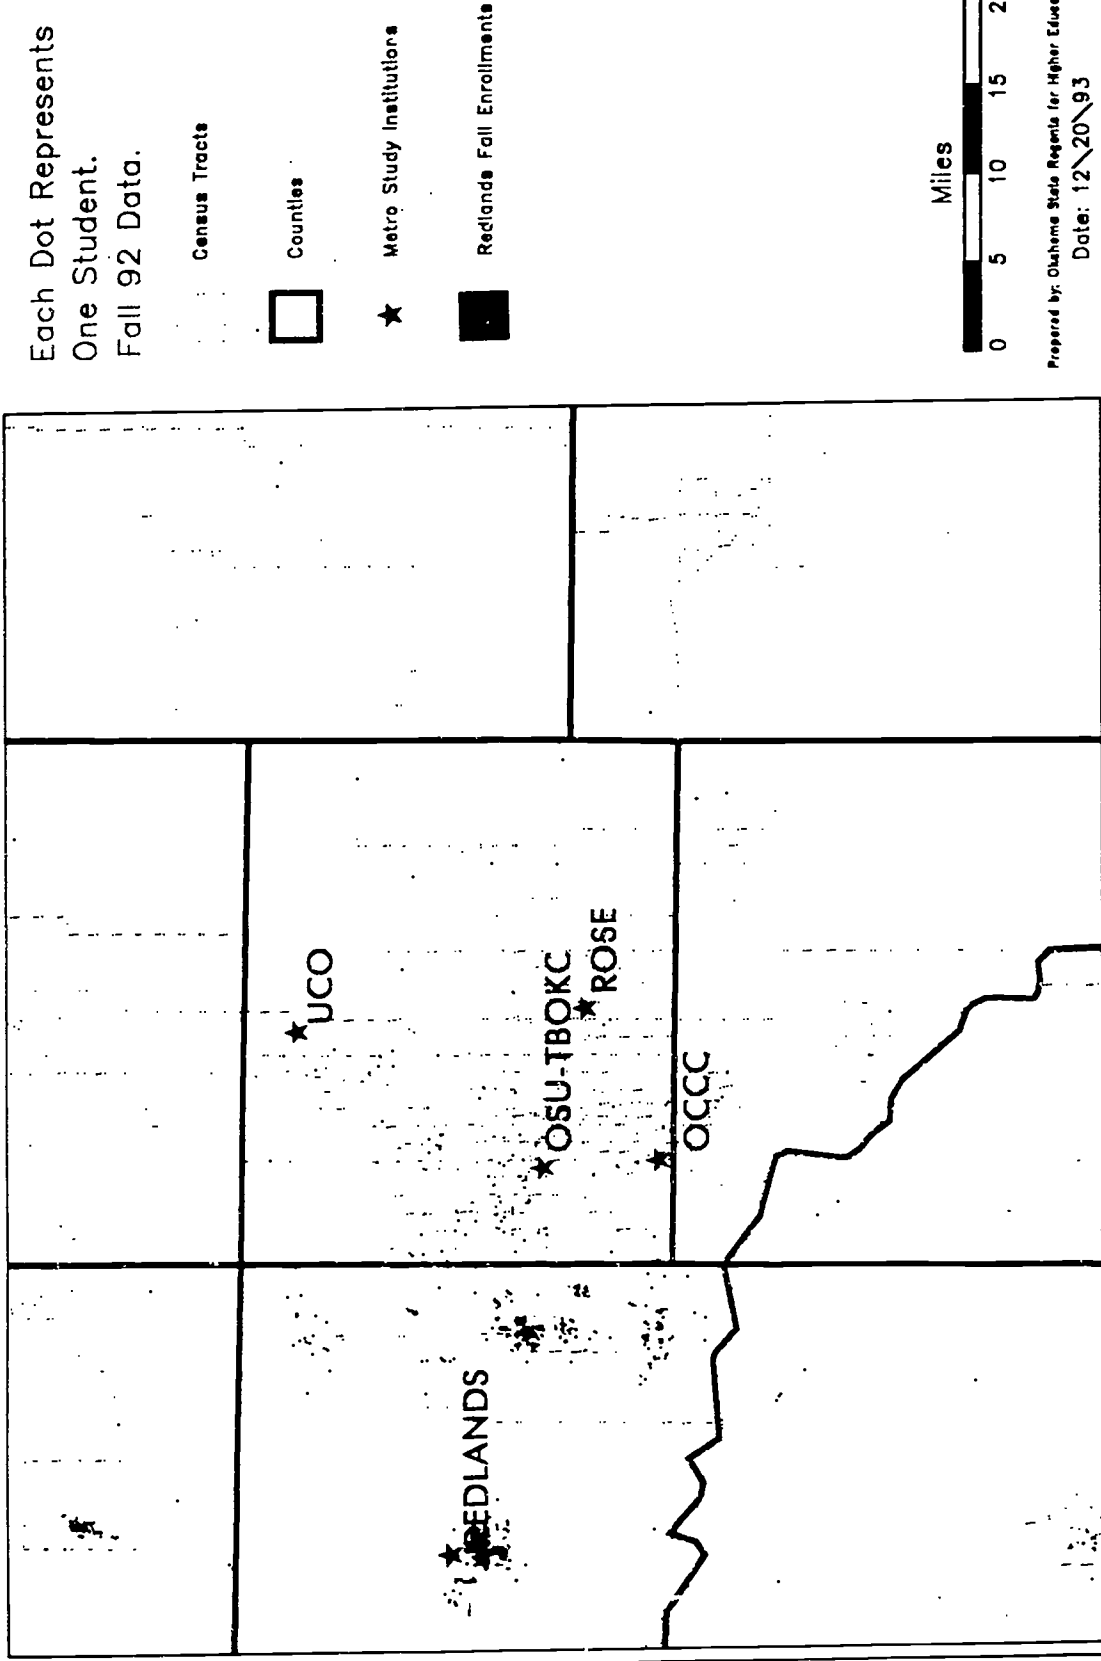 Each Dot Represents
One Student.
Fall 92 Data.
Census Tracts
Counties
Metro Study Institutions
Redlands Fall Enrollments
UCO
OSU-TBOKC
ROSE
OCCC
REDLANDS
Miles
0 5 10 15 2
Prepared by: Oklahoma State Regents for Higher Educa
Date: 12\20\93